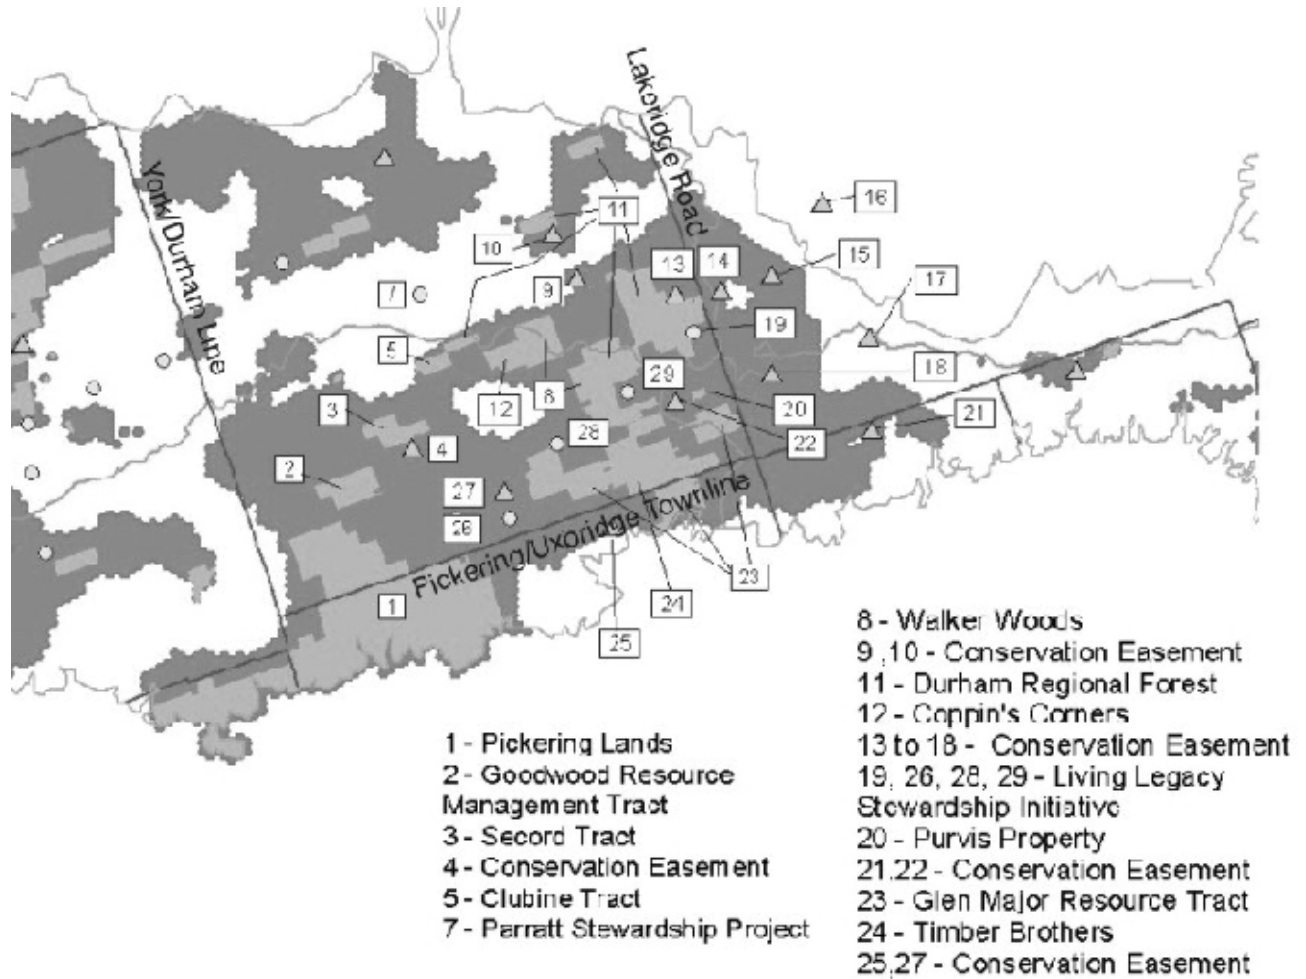 Lakeridge Road
York/Durham Line
16
11
10
15
13
14
9
7
17
19
5
29
18
3
12
8
20
21
28
22
4
2
27
26
Pickering/Uxbridge Townline
23
1
24
25
8 - Walker Woods
9 ,10 - Conservation Easement
11 - Durham Regional Forest
12 - Coppin's Corners
13 to 18 - Conservation Easement
19, 26, 28, 29 - Living Legacy
Stewardship Initiative
20 - Purvis Property
21,22 - Conservation Easement
23 - Glen Major Resource Tract
24 - Timber Brothers
25,27 - Conservation Easement
1 - Pickering Lands
2 - Goodwood Resource
Management Tract
3 - Secord Tract
4 - Conservation Easement
5 - Clubine Tract
7 - Parratt Stewardship Project